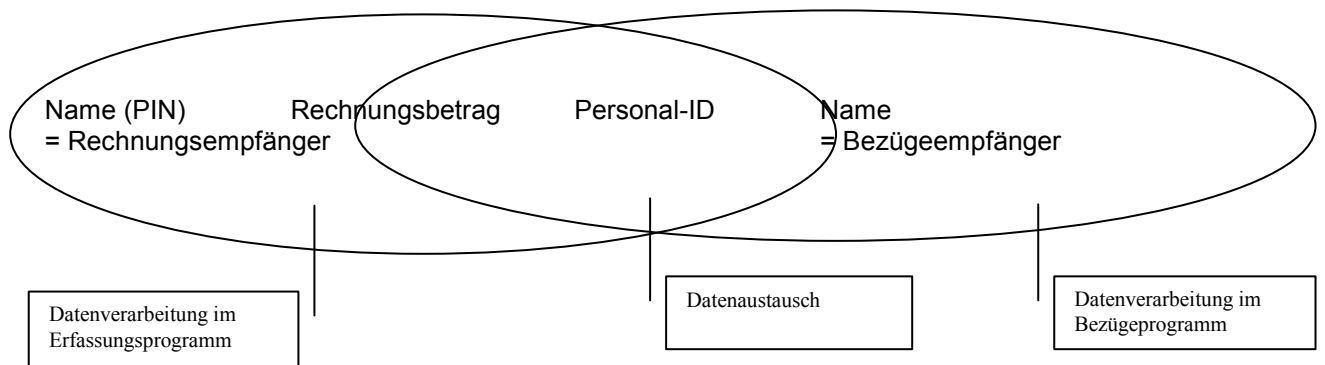 Name (PIN) Rechnungsbetrag Personal-ID Name
= Rechnungsempfänger = Bezügeempfänger
Datenverarbeitung im
Erfassungsprogramm
Datenaustausch
Datenverarbeitung im
Bezügeprogramm